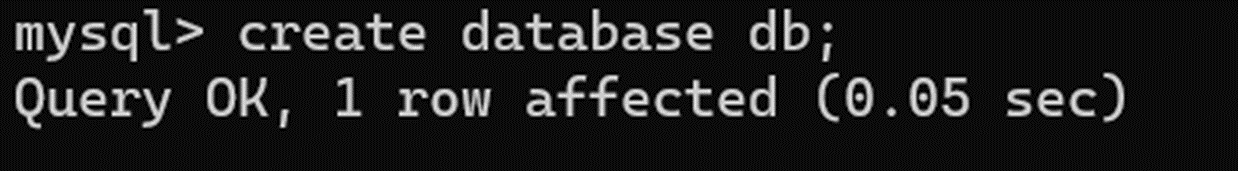 mysql> create database db;
Query OK, 1 row affected (0.05 sec)